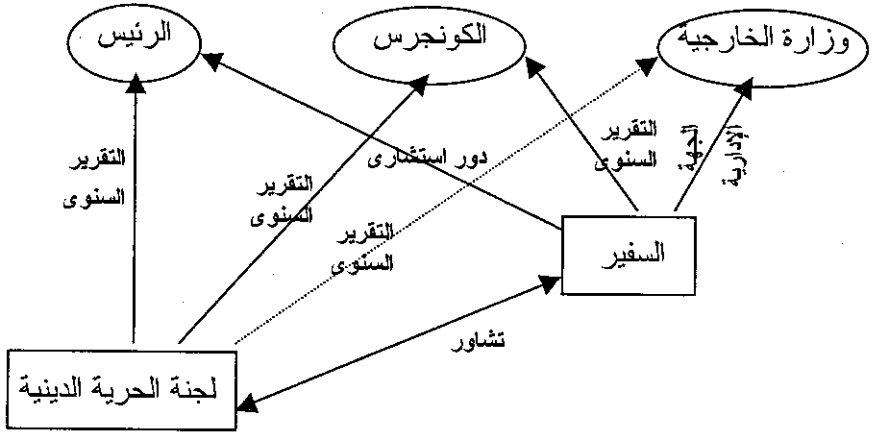 الرئيس
الكونجرس
وزارة الخارجية
التقرير
السنوى
التقرير
السنوى
دور استشارى
التقرير
السنوى
التقرير
السنوى
الجهة
الإدارية
السفير
تشاور
لجنة الحرية الدينية